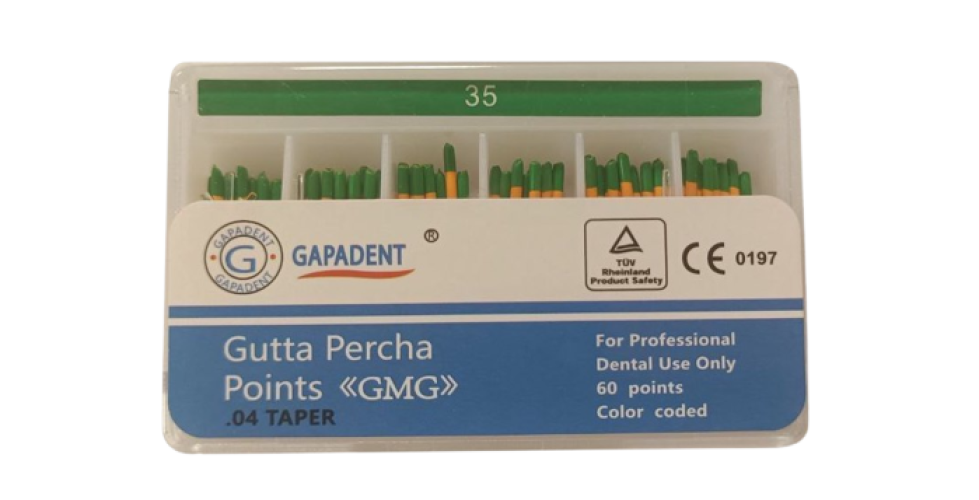 35
GAPADENT
G
GAPADENT
GAPADENT ®
TÜV
Rheinland
Product Safety
CE 0197
Gutta Percha
Points 《GMG》
.04 TAPER
For Professional
Dental Use Only
60 points
Color coded